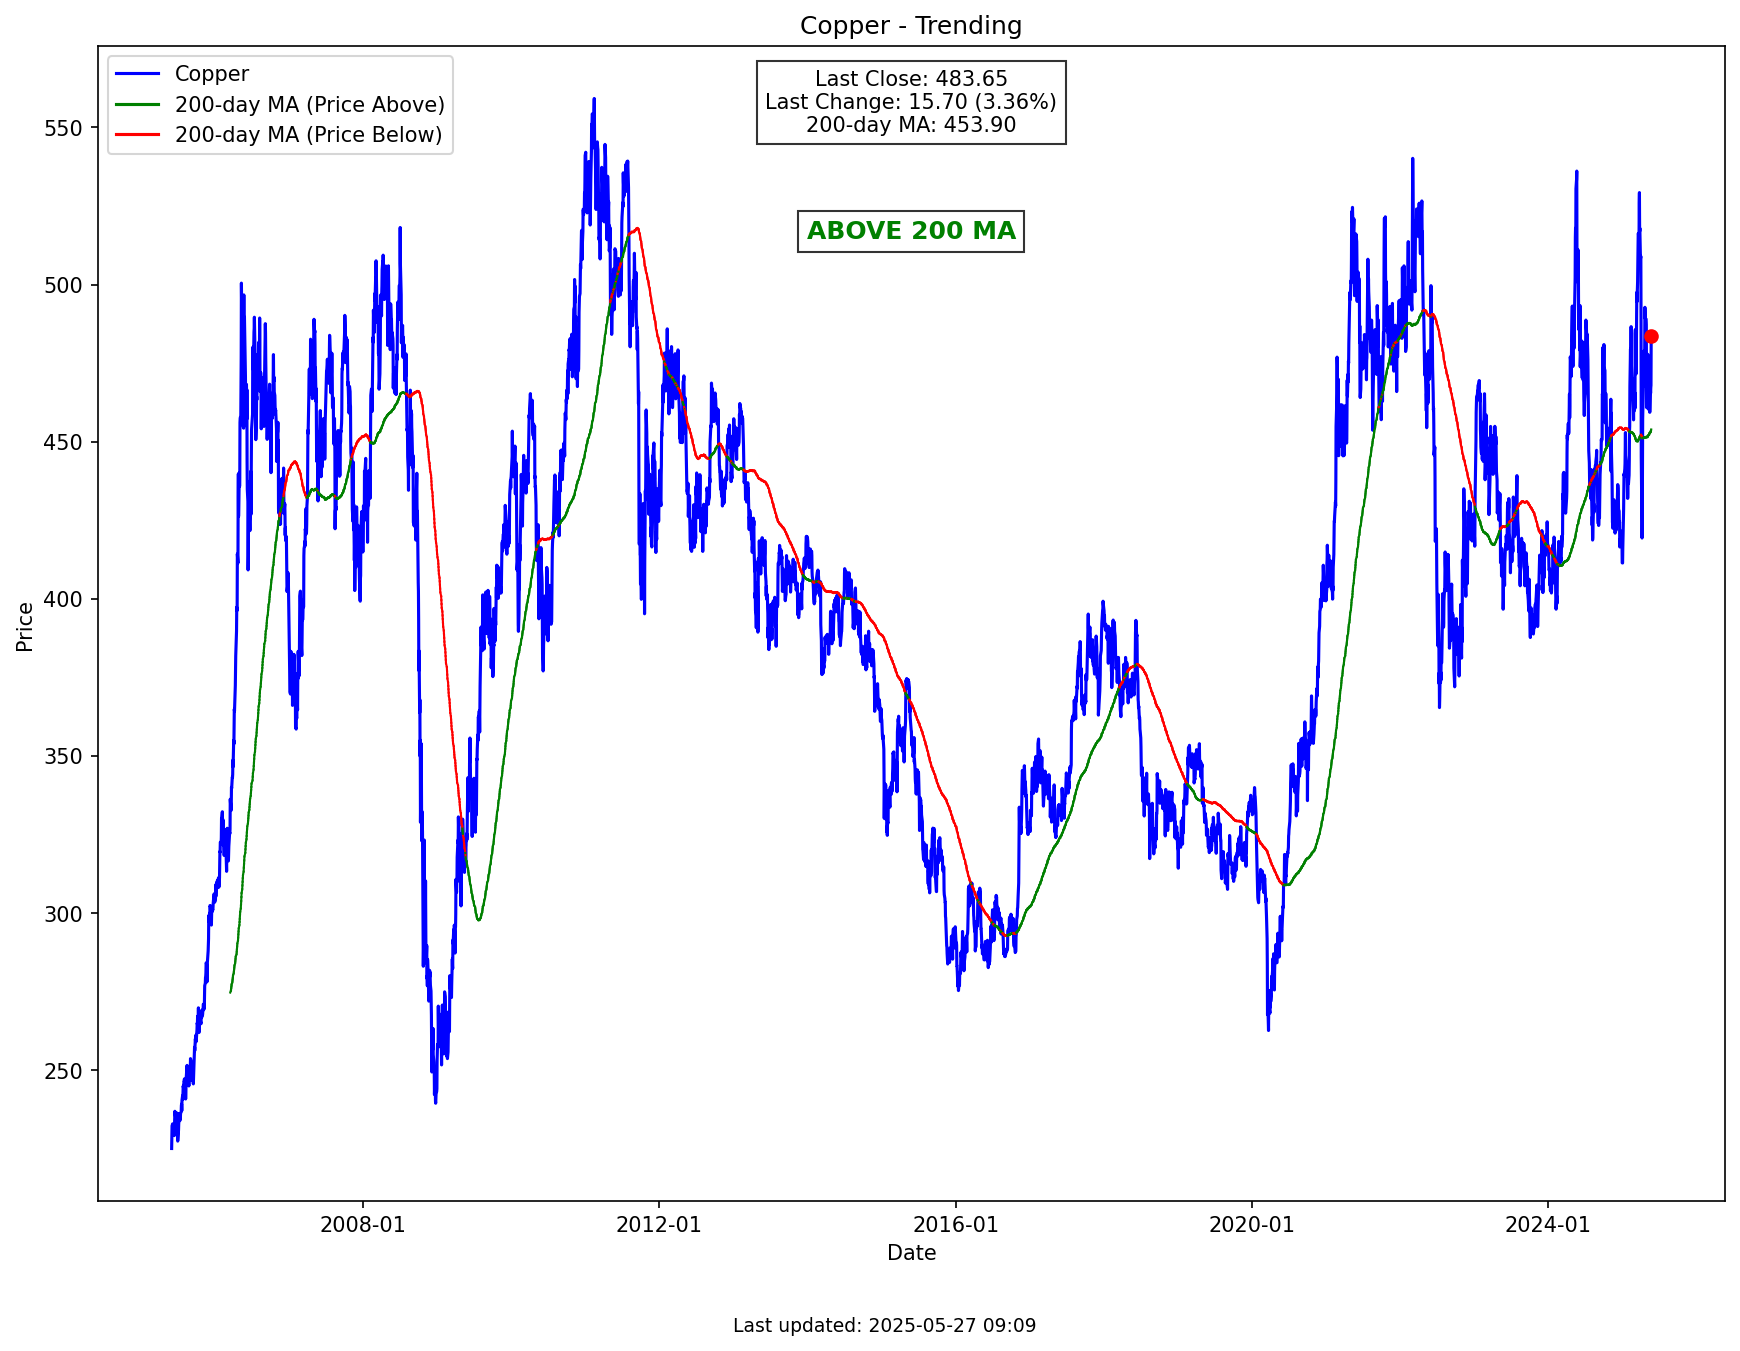 Copper - Trending
Copper
200-day MA (Price Above)
200-day MA (Price Below)
Last Close: 483.65
Last Change: 15.70 (3.36%)
200-day MA: 453.90
ABOVE 200 MA
Price
550
500
450
400
350
300
250
2008-01
2012-01
2016-01
2020-01
2024-01
Date
Last updated: 2025-05-27 09:09